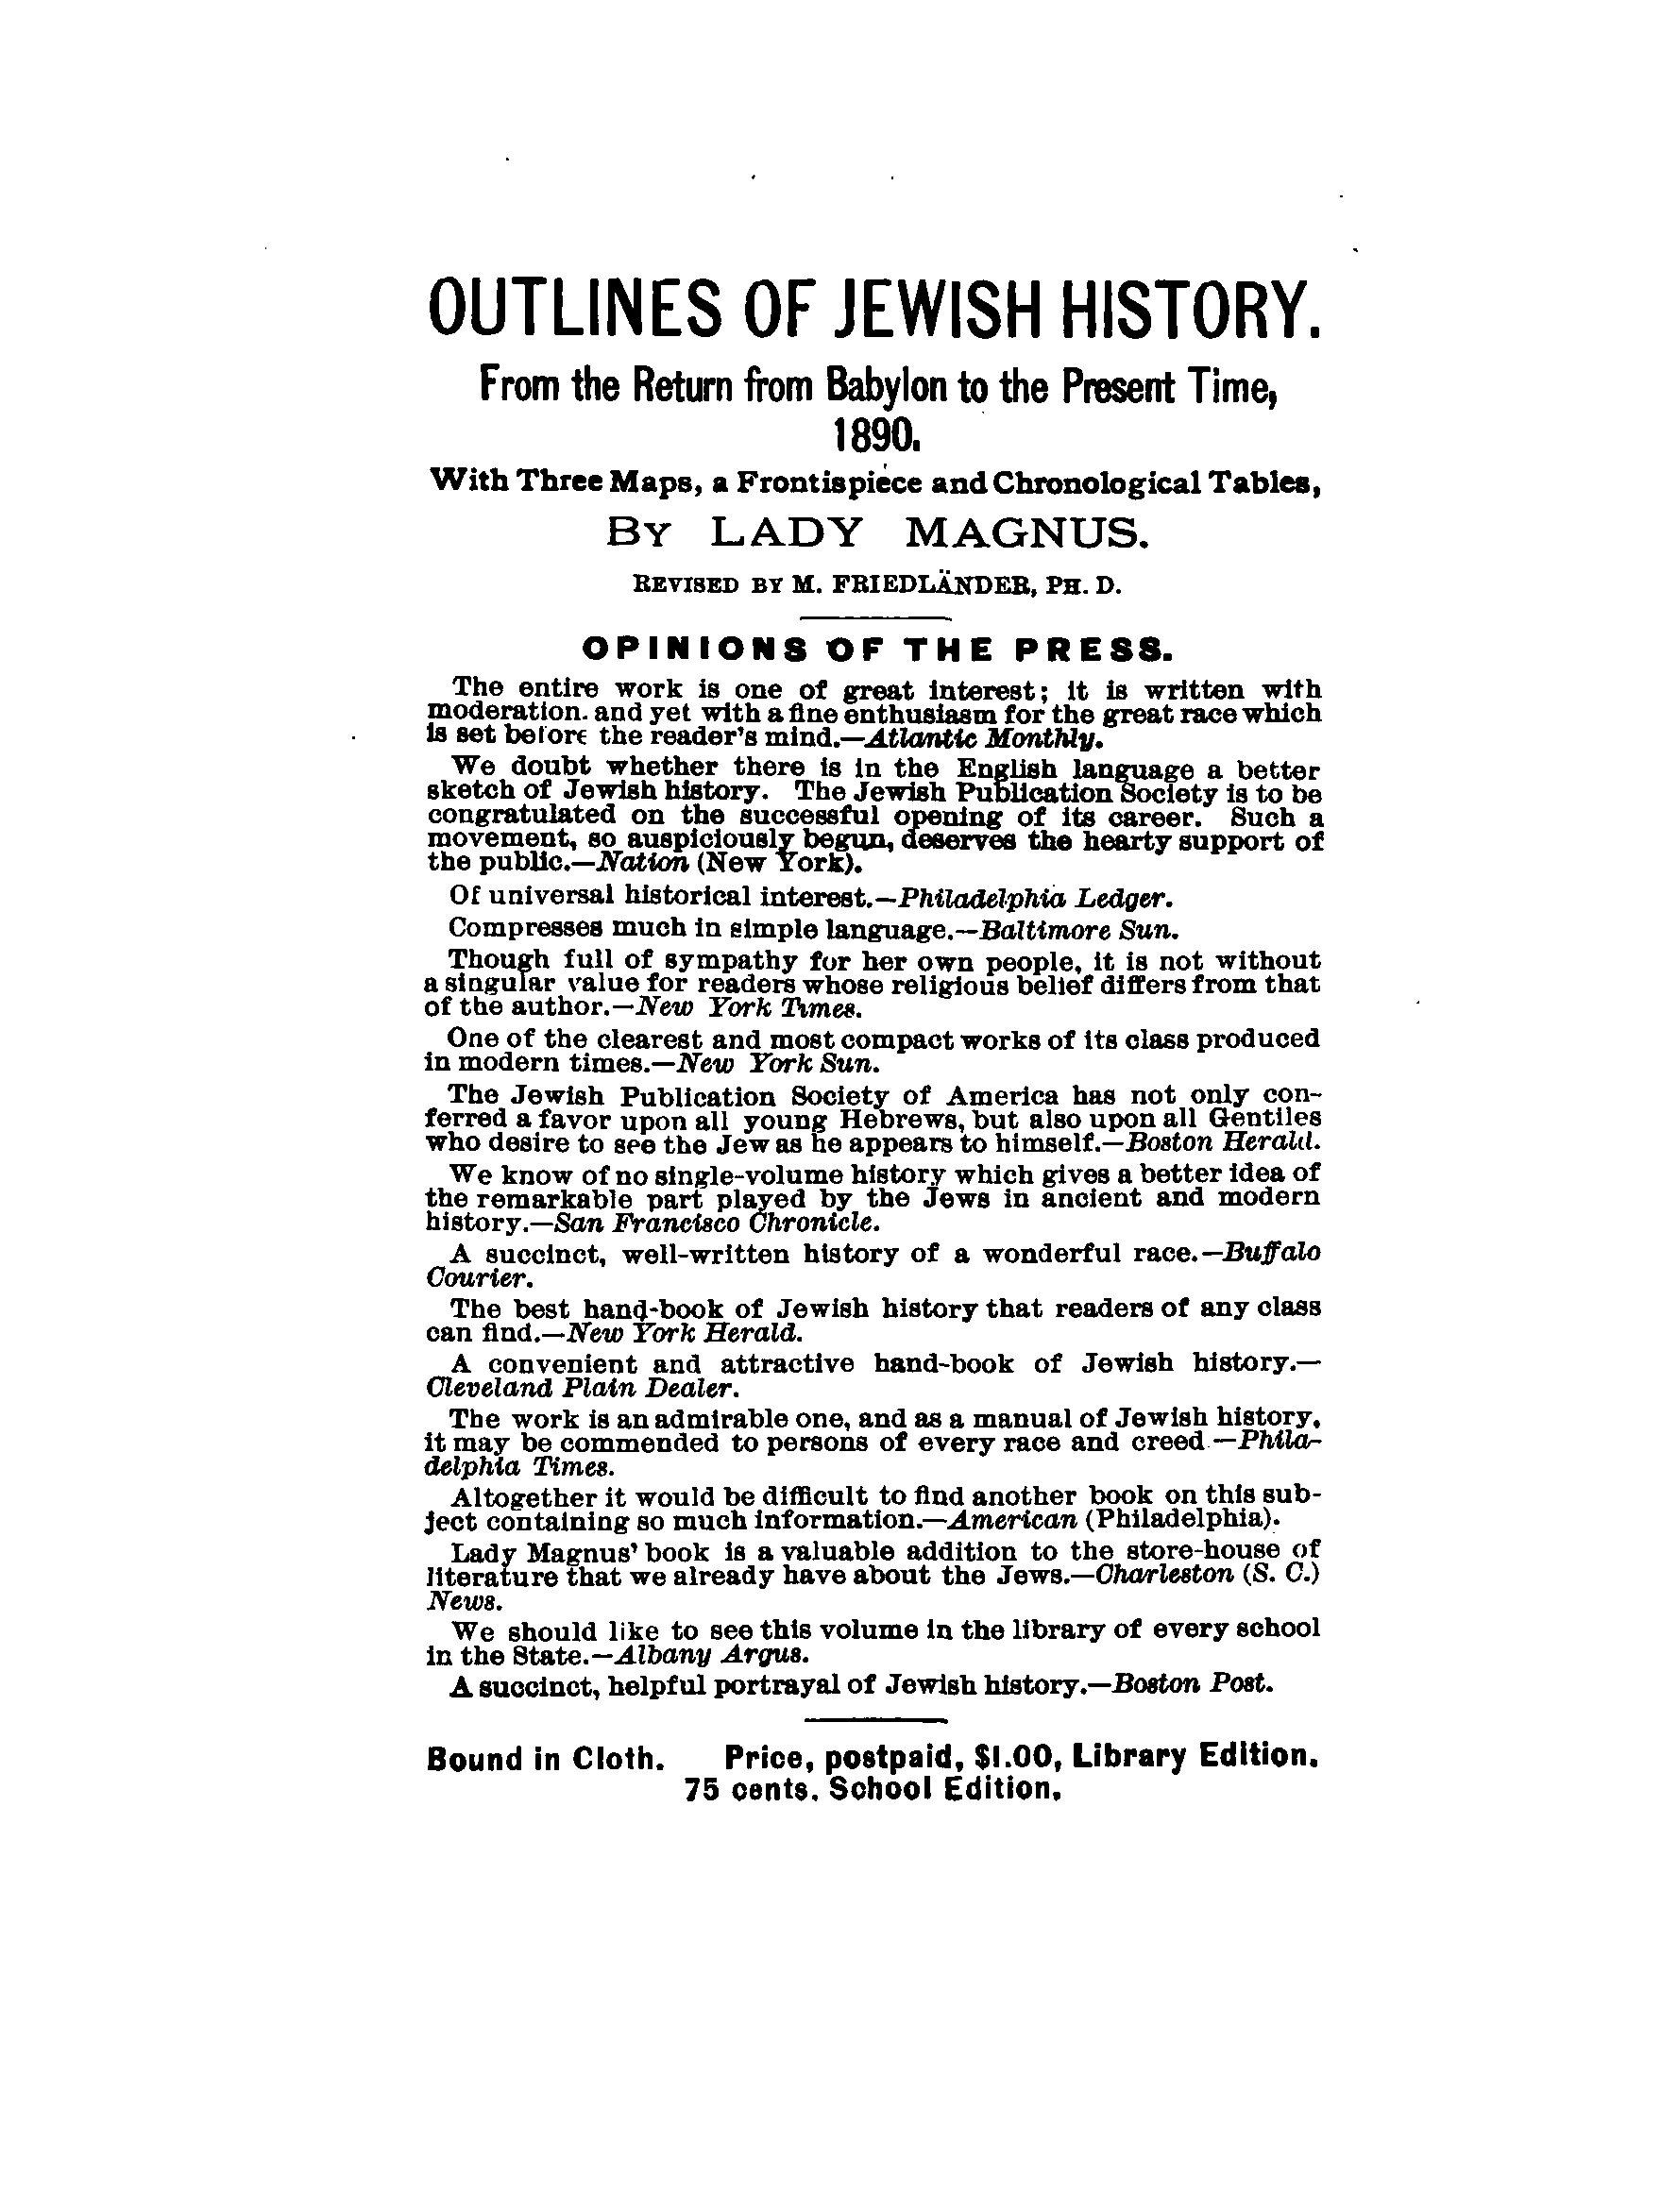 OUTLINES OF JEWISH HISTORY.
From the Return from Babylon to the Present Time,
1890.
With Three Maps, a Frontispiece and Chronological Tables,
BY LADY MAGNUS.
REVISED BY M. FRIEDLÄNDER, PH. D.
OPINIONS OF THE PRESS.
The entire work is one of great interest; it is written with
moderation. and yet with a fine enthusiasm for the great race which
is set before the reader's mind.—Atlantic Monthly.
We doubt whether there is in the English language a better
sketch of Jewish history. The Jewish Publication Society is to be
congratulated on the successful opening of its career. Such a
movement, so auspiciously begun, deserves the hearty support of
the public.—Nation (New York).
Of universal historical interest.—Philadelphia Ledger.
Compresses much in simple language.—Baltimore Sun.
Though full of sympathy for her own people, it is not without
a singular value for readers whose religious belief differs from that
of the author.—New York Times.
One of the clearest and most compact works of its class produced
in modern times.—New York Sun.
The Jewish Publication Society of America has not only con-
ferred a favor upon all young Hebrews, but also upon all Gentiles
who desire to see the Jew as he appears to himself.—Boston Herald.
We know of no single-volume history which gives a better idea of
the remarkable part played by the Jews in ancient and modern
history.—San Francisco Chronicle.
A succinct, well-written history of a wonderful race.—Buffalo
Courier.
The best hand-book of Jewish history that readers of any class
can find.—New York Herald.
A convenient and attractive hand-book of Jewish history.—
Cleveland Plain Dealer.
The work is an admirable one, and as a manual of Jewish history,
it may be commended to persons of every race and creed.—Phila-
delphia Times.
Altogether it would be difficult to find another book on this sub-
ject containing so much information.—American (Philadelphia).
Lady Magnus' book is a valuable addition to the store-house of
literature that we already have about the Jews.—Charleston (S. C.)
News.
We should like to see this volume in the library of every school
in the State.—Albany Argus.
A succinct, helpful portrayal of Jewish history.—Boston Post.
Bound in Cloth. Price, postpaid, $1.00, Library Edition.
75 cents. School Edition.